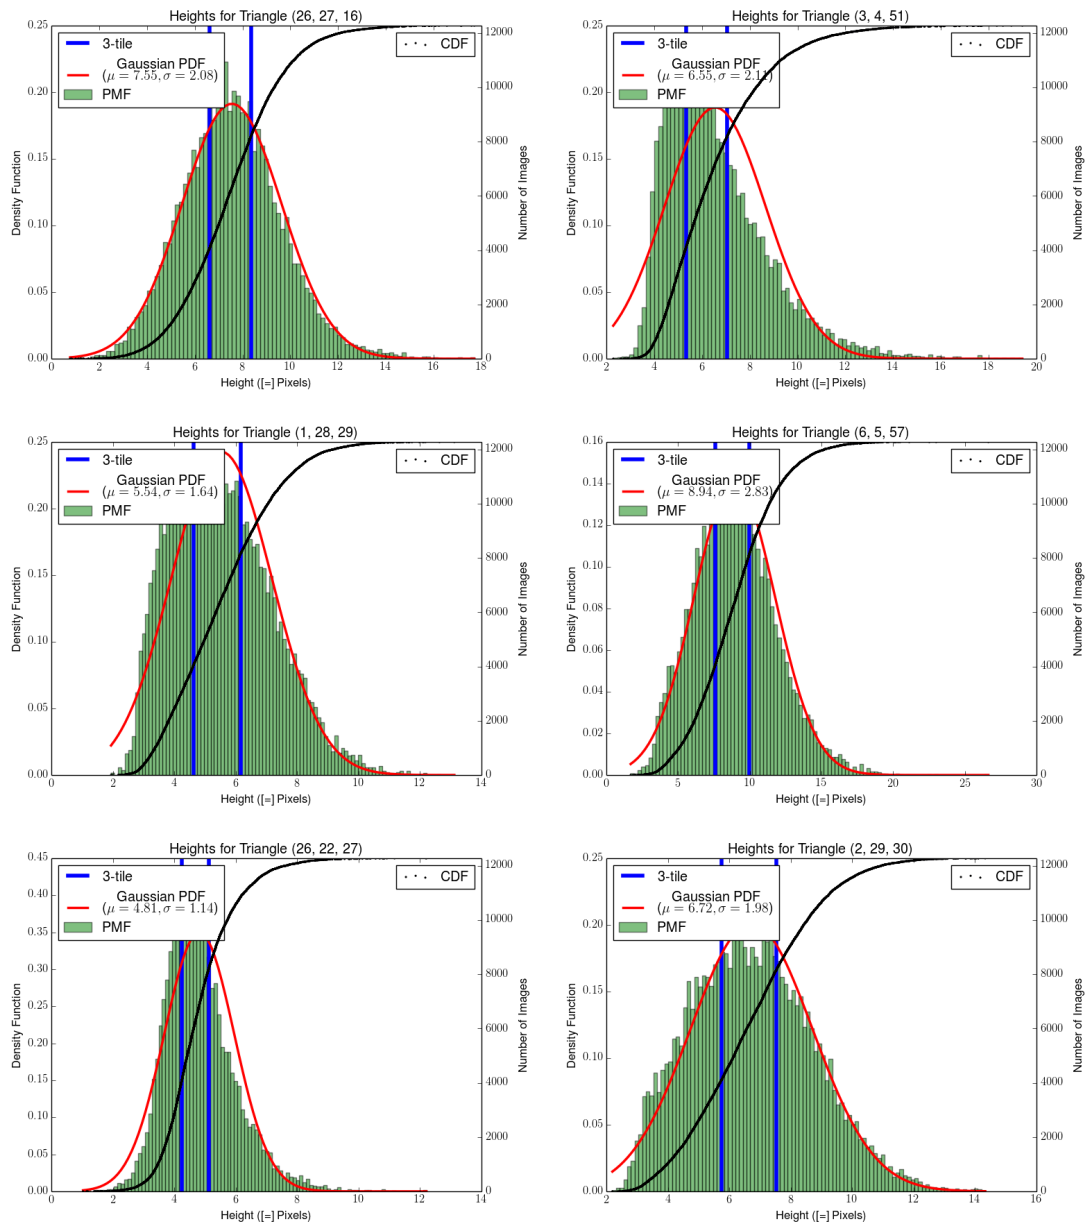 Heights for Triangle (26, 27, 16)
0.25
0.20
0.15
0.10
0.05
0.00
Density Function
3-tile
Gaussian PDF
(μ = 7.55, σ = 2.08)
PMF
CDF
12000
10000
8000
6000
4000
2000
0
Number of Images
0 2 4 6 8 10 12 14 16 18
Height ([=] Pixels)
Heights for Triangle (3, 4, 51)
0.25
0.20
0.15
0.10
0.05
0.00
Density Function
3-tile
Gaussian PDF
(μ = 6.55, σ = 2.11)
PMF
CDF
12000
10000
8000
6000
4000
2000
0
Number of Images
2 4 6 8 10 12 14 16 18 20
Height ([=] Pixels)
Heights for Triangle (1, 28, 29)
0.25
0.20
0.15
0.10
0.05
0.00
Density Function
3-tile
Gaussian PDF
(μ = 5.54, σ = 1.64)
PMF
CDF
12000
10000
8000
6000
4000
2000
0
Number of Images
0 2 4 6 8 10 12 14
Height ([=] Pixels)
Heights for Triangle (6, 5, 57)
0.16
0.14
0.12
0.10
0.08
0.06
0.04
0.02
0.00
Density Function
3-tile
Gaussian PDF
(μ = 8.94, σ = 2.83)
PMF
CDF
12000
10000
8000
6000
4000
2000
0
Number of Images
0 5 10 15 20 25 30
Height ([=] Pixels)
Heights for Triangle (26, 22, 27)
0.45
0.40
0.35
0.30
0.25
0.20
0.15
0.10
0.05
0.00
Density Function
3-tile
Gaussian PDF
(μ = 4.81, σ = 1.14)
PMF
CDF
12000
10000
8000
6000
4000
2000
0
Number of Images
0 2 4 6 8 10 12 14
Height ([=] Pixels)
Heights for Triangle (2, 29, 30)
0.25
0.20
0.15
0.10
0.05
0.00
Density Function
3-tile
Gaussian PDF
(μ = 6.72, σ = 1.98)
PMF
CDF
12000
10000
8000
6000
4000
2000
0
Number of Images
2 4 6 8 10 12 14 16
Height ([=] Pixels)